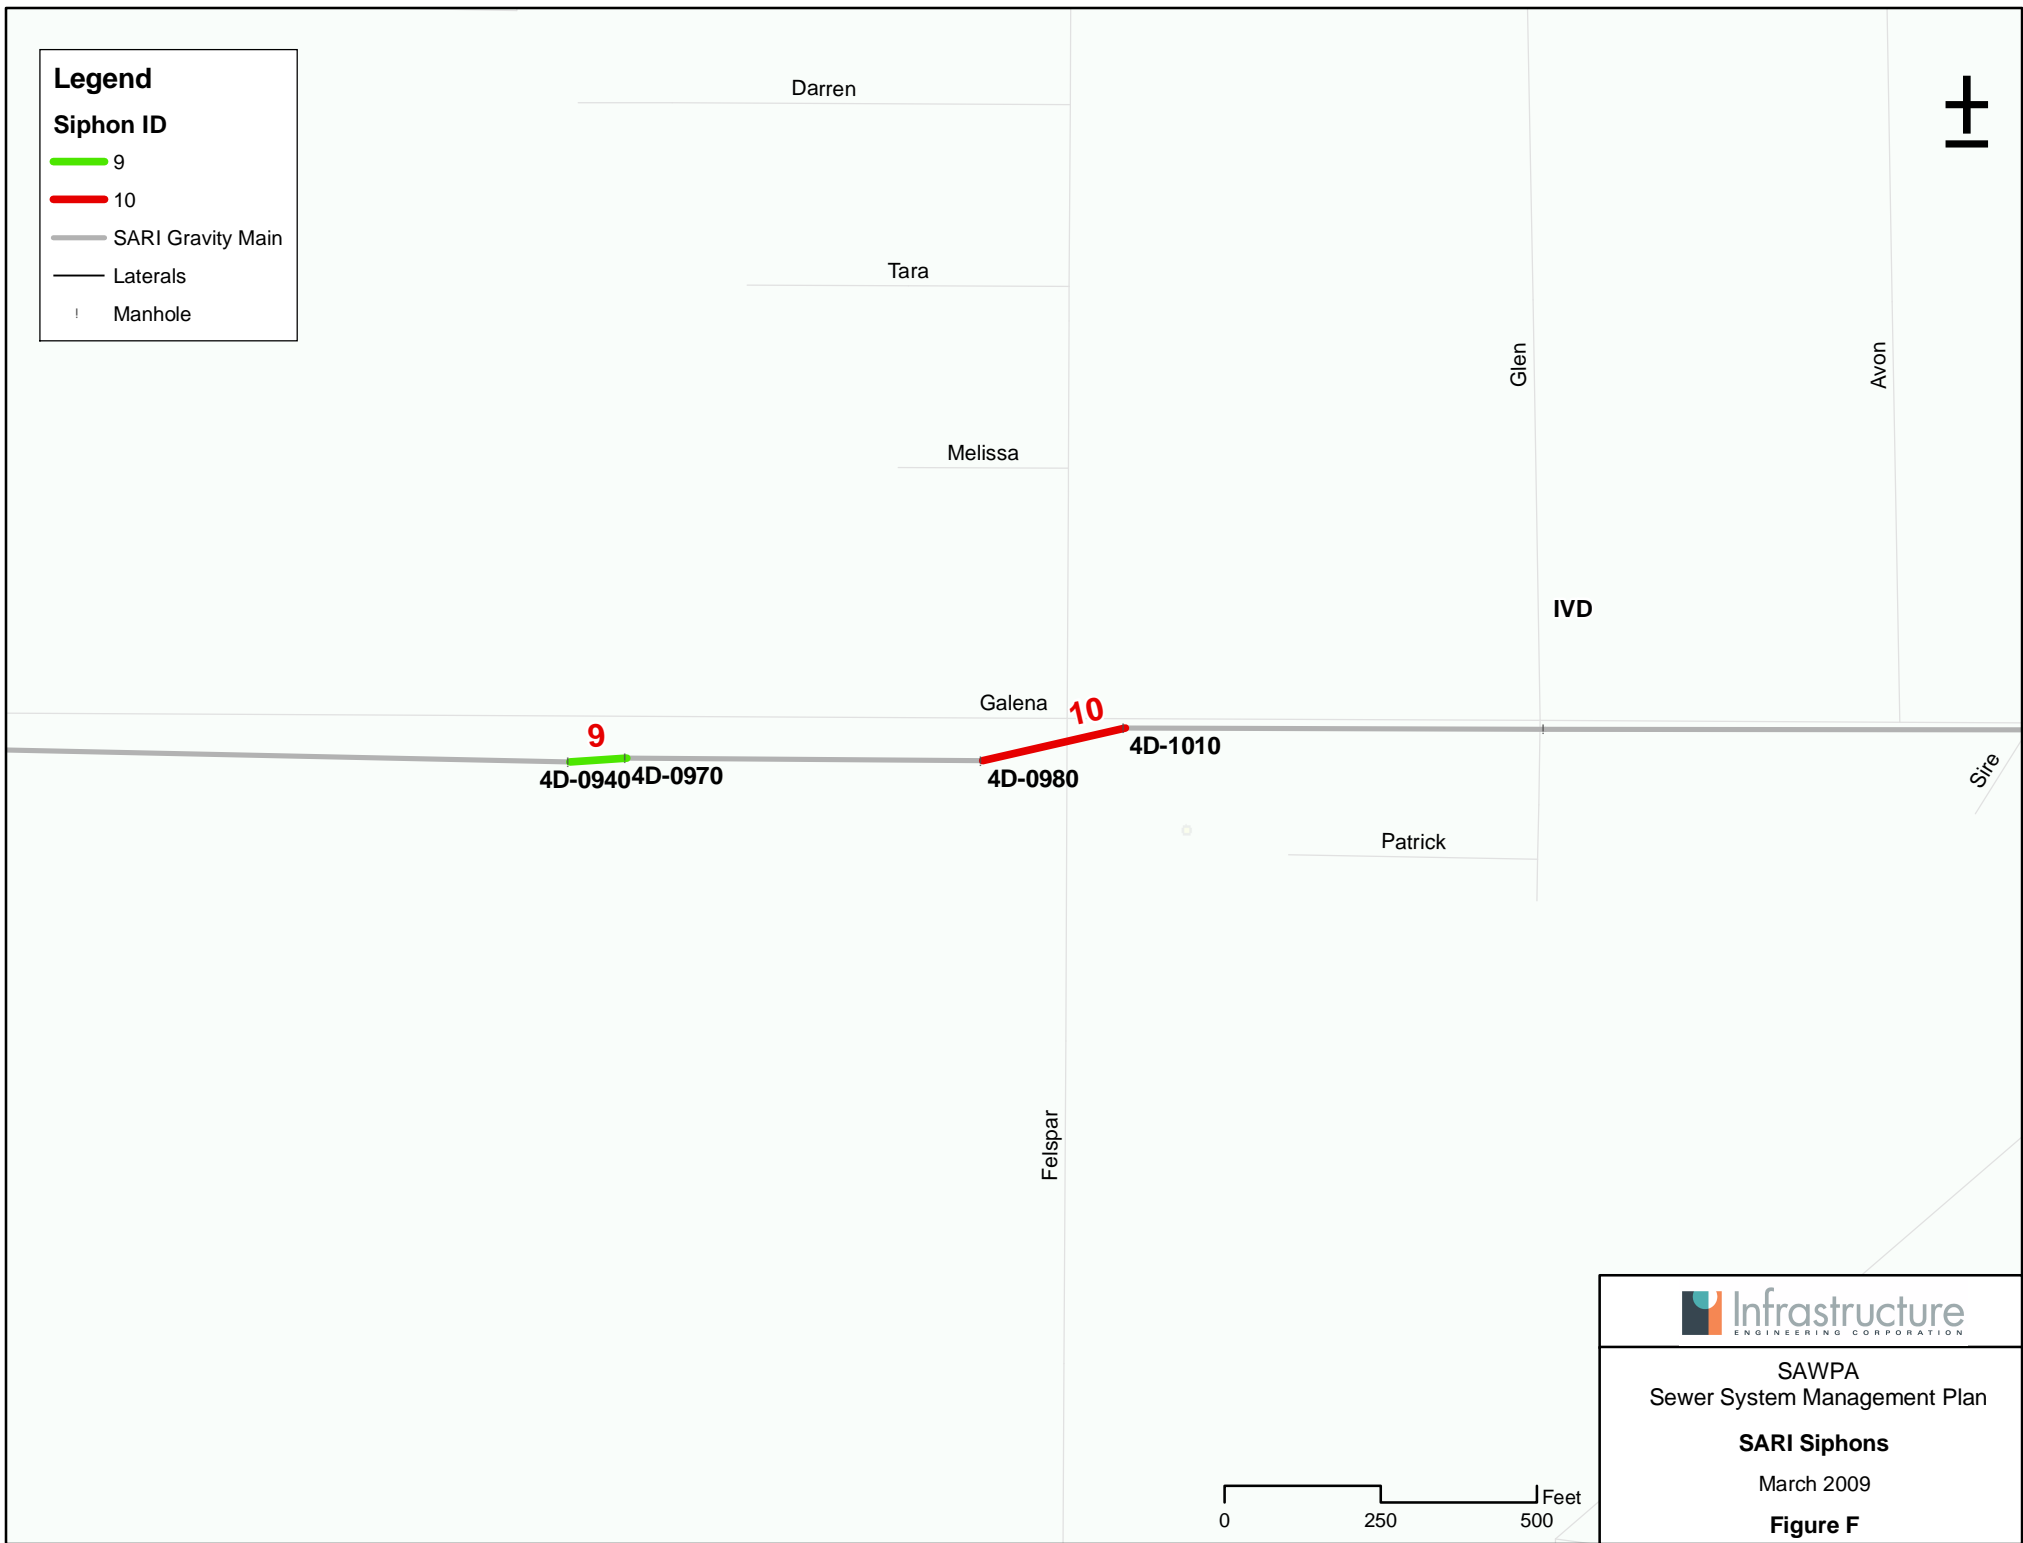 Legend
Siphon ID
9
10
SARI Gravity Main
Laterals
! Manhole
±
Darren
Tara
Melissa
Glen
Avon
IVD
Galena
9
10
4D-0940
4D-0970
4D-0980
4D-1010
Sire
Patrick
Felspar
Feet
0 250 500
Infrastructure
ENGINEERING CORPORATION
SAWPA
Sewer System Management Plan
SARI Siphons
March 2009
Figure F